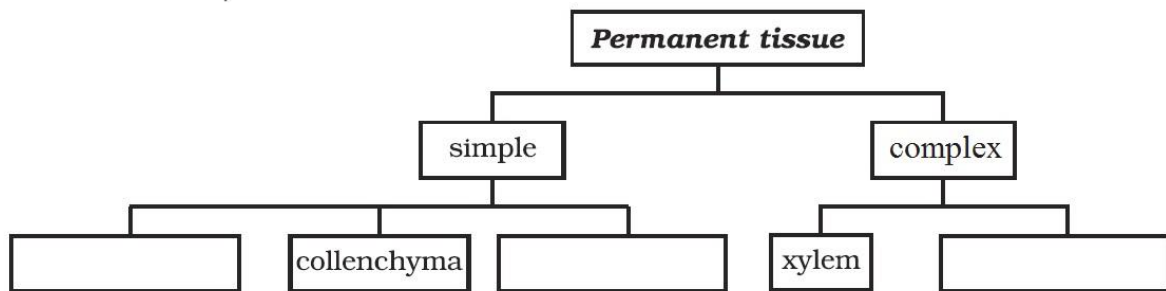 Permanent tissue
simple
complex
collenchyma
xylem